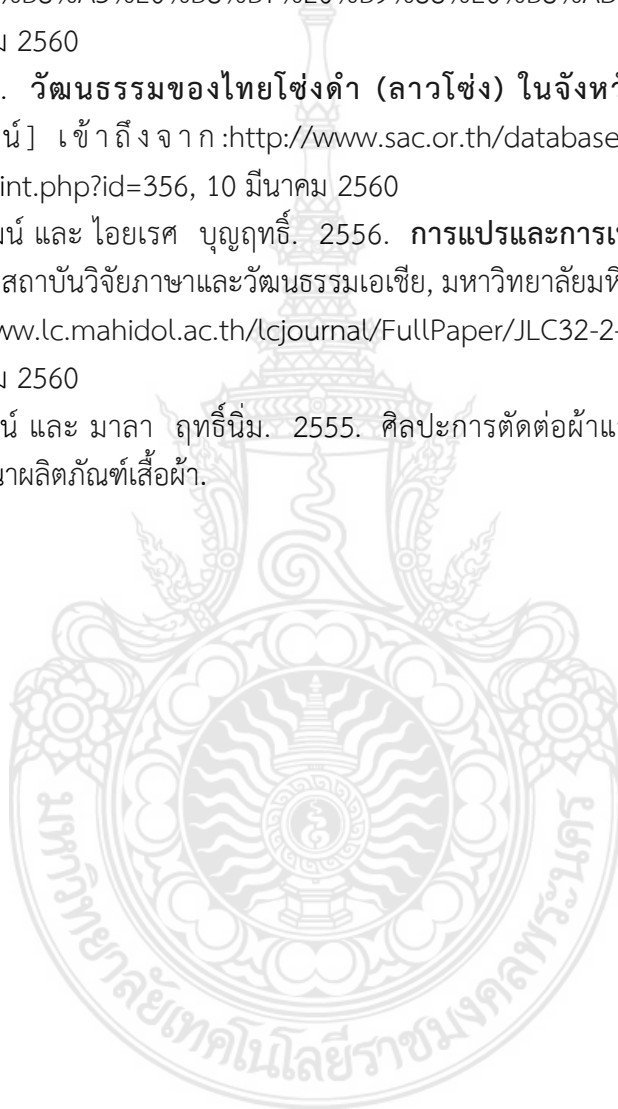 ม 2560
. วัฒนธรรมของไทยโซ่งดำ (ลาวโซ่ง) ในจังหวั
น์] เข้าถึงจาก:http://www.sac.or.th/database
int.php?id=356, 10 มีนาคม 2560
มน์ และ ไอยเรศ บุญฤทธิ์. 2556. การแปรและการเ
สถาบันวิจัยภาษาและวัฒนธรรมเอเชีย, มหาวิทยาลัยมหิ
ww.lc.mahidol.ac.th/lcjournal/FullPaper/JLC32-2-
ม 2560
น์ และ มาลา ฤทธิ์นิ่ม. 2555. ศิลปะการตัดต่อผ้าแ
นาผลิตภัณฑ์เสื้อผ้า.
มหาวิทยาลัยเทคโนโลยีราชมงคลพระนคร